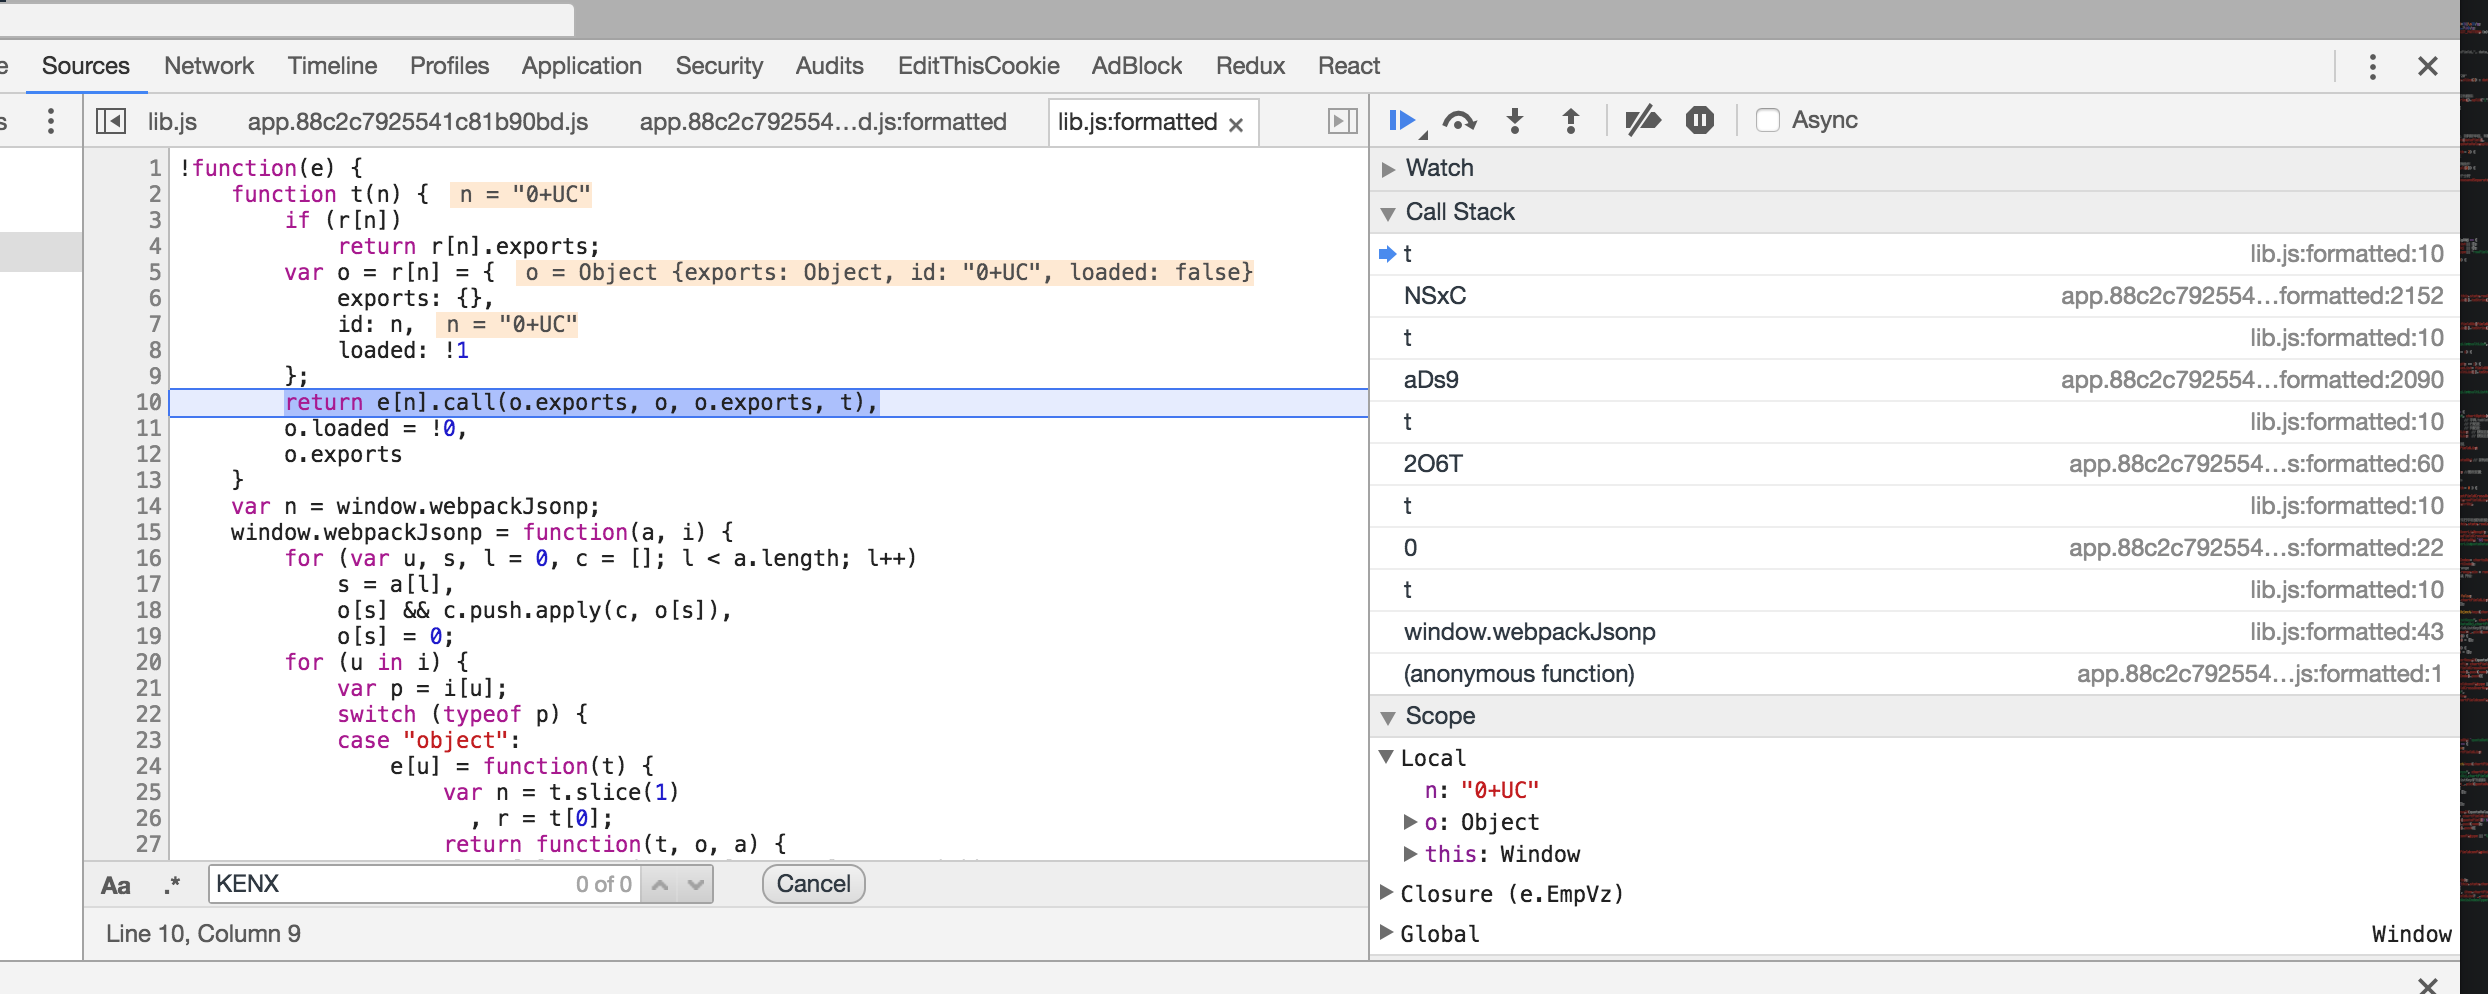 e Sources Network Timeline Profiles Application Security Audits EditThisCookie AdBlock Redux React
s lib.js app.88c2c7925541c81b90bd.js app.88c2c792554…d.js:formatted lib.js:formatted Async
1 !function(e) {
2 function t(n) { n = "0+UC"
3 if (r[n])
4 return r[n].exports;
5 var o = r[n] = { o = Object {exports: Object, id: "0+UC", loaded: false}
6 exports: {},
7 id: n, n = "0+UC"
8 loaded: !1
9 };
10 return e[n].call(o.exports, o, o.exports, t),
11 o.loaded = !0,
12 o.exports
13 }
14 var n = window.webpackJsonp;
15 window.webpackJsonp = function(a, i) {
16 for (var u, s, l = 0, c = []; l < a.length; l++)
17 s = a[l],
18 o[s] && c.push.apply(c, o[s]),
19 o[s] = 0;
20 for (u in i) {
21 var p = i[u];
22 switch (typeof p) {
23 case "object":
24 e[u] = function(t) {
25 var n = t.slice(1)
26 , r = t[0];
27 return function(t, o, a) {
Aa .* KENX 0 of 0 Cancel
Line 10, Column 9
Watch
Call Stack
t lib.js:formatted:10
NSxC app.88c2c792554…formatted:2152
t lib.js:formatted:10
aDs9 app.88c2c792554…formatted:2090
t lib.js:formatted:10
2O6T app.88c2c792554…s:formatted:60
t lib.js:formatted:10
0 app.88c2c792554…s:formatted:22
t lib.js:formatted:10
window.webpackJsonp lib.js:formatted:43
(anonymous function) app.88c2c792554…js:formatted:1
Scope
Local
n: "0+UC"
o: Object
this: Window
Closure (e.EmpVz)
Global Window